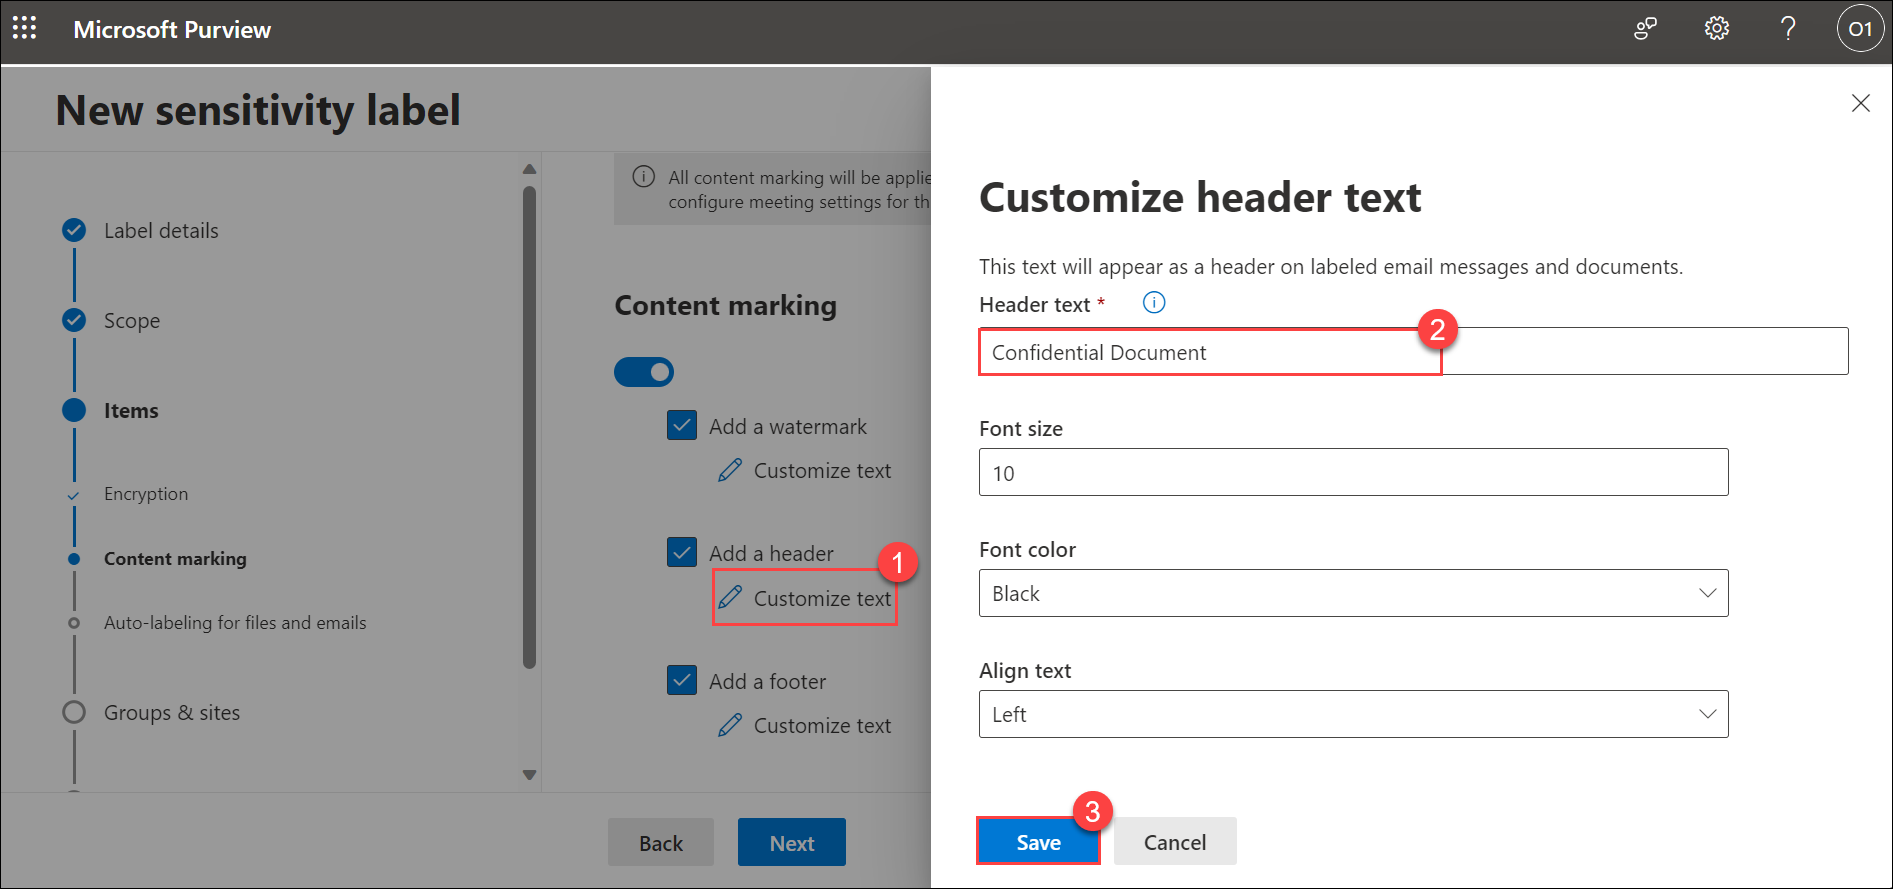 Microsoft Purview
?
O1
New sensitivity label
Label details
Scope
Items
Encryption
Content marking
Auto-labeling for files and emails
Groups & sites
All content marking will be applie
configure meeting settings for th
Content marking
Add a watermark
Customize text
Add a header
1
Customize text
Add a footer
Customize text
Back
Next
Customize header text
This text will appear as a header on labeled email messages and documents.
Header text *
2
Confidential Document
Font size
10
Font color
Black
Align text
Left
3
Save
Cancel